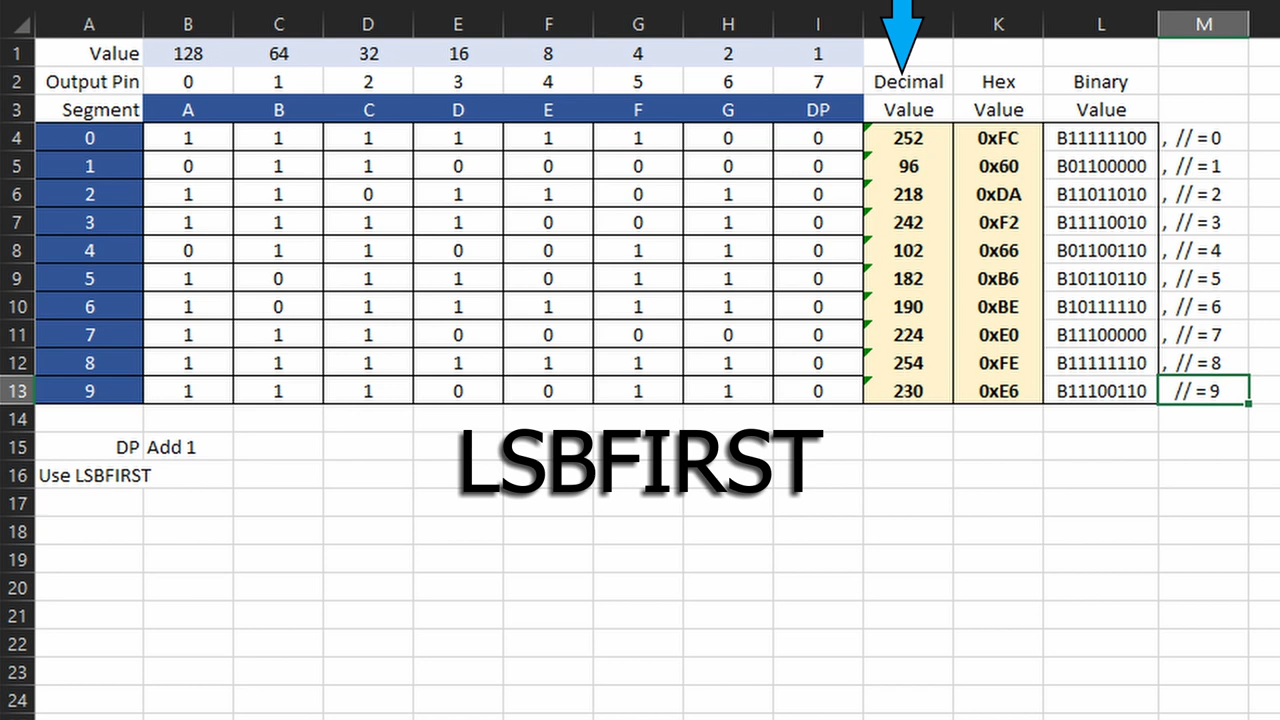 A B C D E F G H I K L M
1 Value 128 64 32 16 8 4 2 1
2 Output Pin 0 1 2 3 4 5 6 7 Decimal Hex Binary
3 Segment A B C D E F G DP Value Value Value
4 0 1 1 1 1 1 1 0 0 252 0xFC B11111100 , // = 0
5 1 0 1 1 0 0 0 0 0 96 0x60 B01100000 , // = 1
6 2 1 1 0 1 1 0 1 0 218 0xDA B11011010 , // = 2
7 3 1 1 1 1 0 0 1 0 242 0xF2 B11110010 , // = 3
8 4 0 1 1 0 0 1 1 0 102 0x66 B01100110 , // = 4
9 5 1 0 1 1 0 1 1 0 182 0xB6 B10110110 , // = 5
10 6 1 0 1 1 1 1 1 0 190 0xBE B10111110 , // = 6
11 7 1 1 1 0 0 0 0 0 224 0xE0 B11100000 , // = 7
12 8 1 1 1 1 1 1 1 0 254 0xFE B11111110 , // = 8
13 9 1 1 1 0 0 1 1 0 230 0xE6 B11100110 // = 9
14
15 DP Add 1
LSBFIRST
16 Use LSBFIRST
17
18
19
20
21
22
23
24